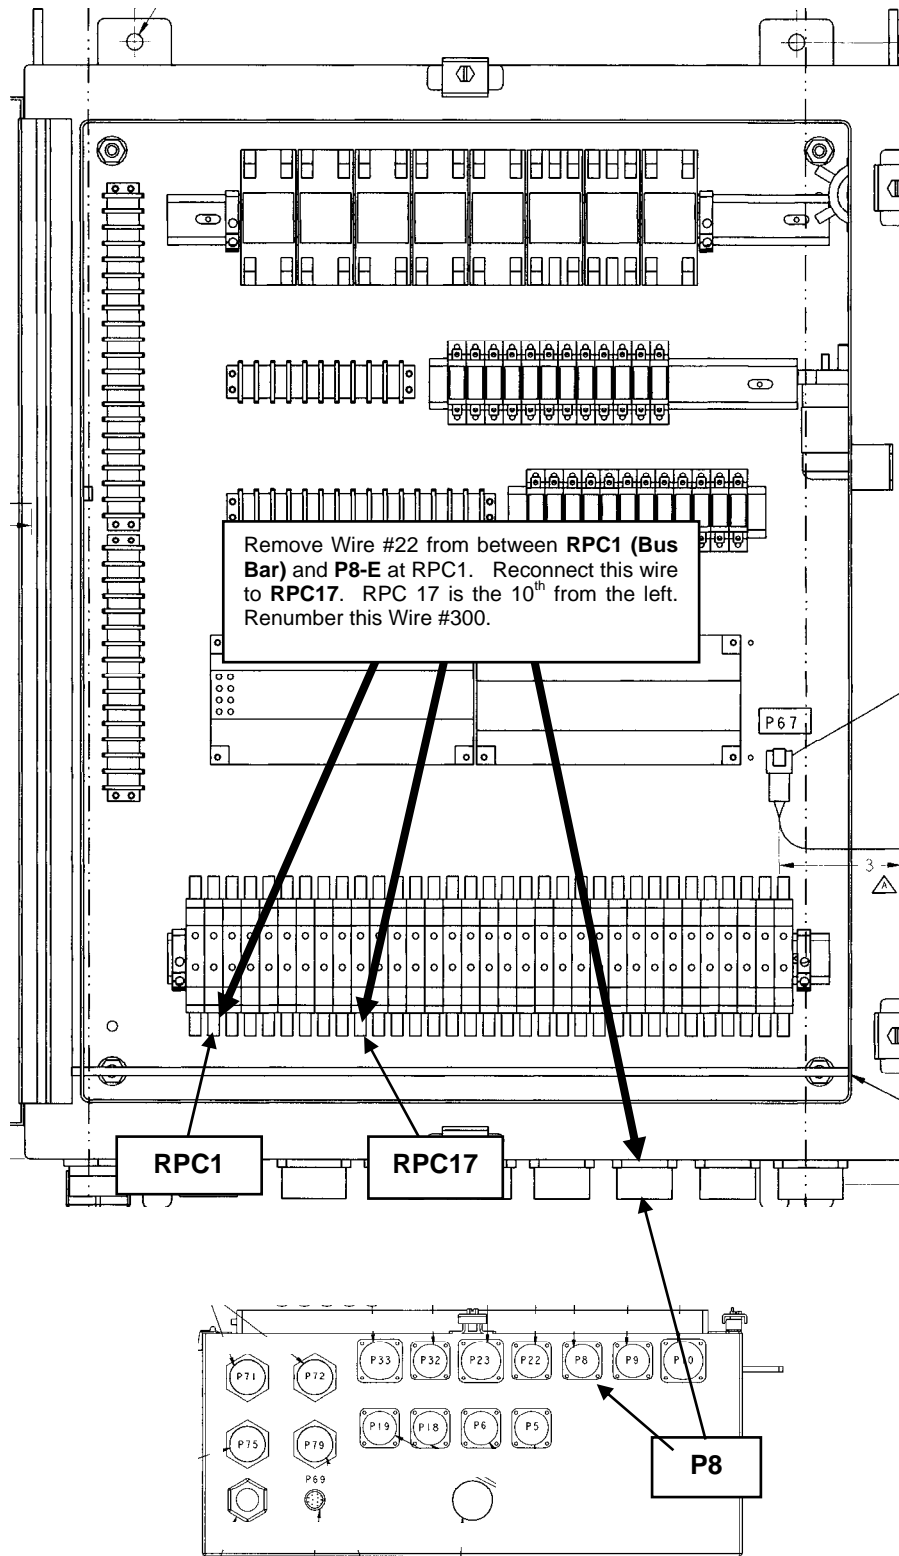 Remove Wire #22 from between RPC1 (Bus
Bar) and P8-E at RPC1. Reconnect this wire
to RPC17. RPC 17 is the 10th from the left.
Renumber this Wire #300.
P67
3
A
RPC1
RPC17
P33
P32
P23
P22
P8
P9
P10
P71
P72
P19
P18
P6
P5
P75
P79
P69
P8